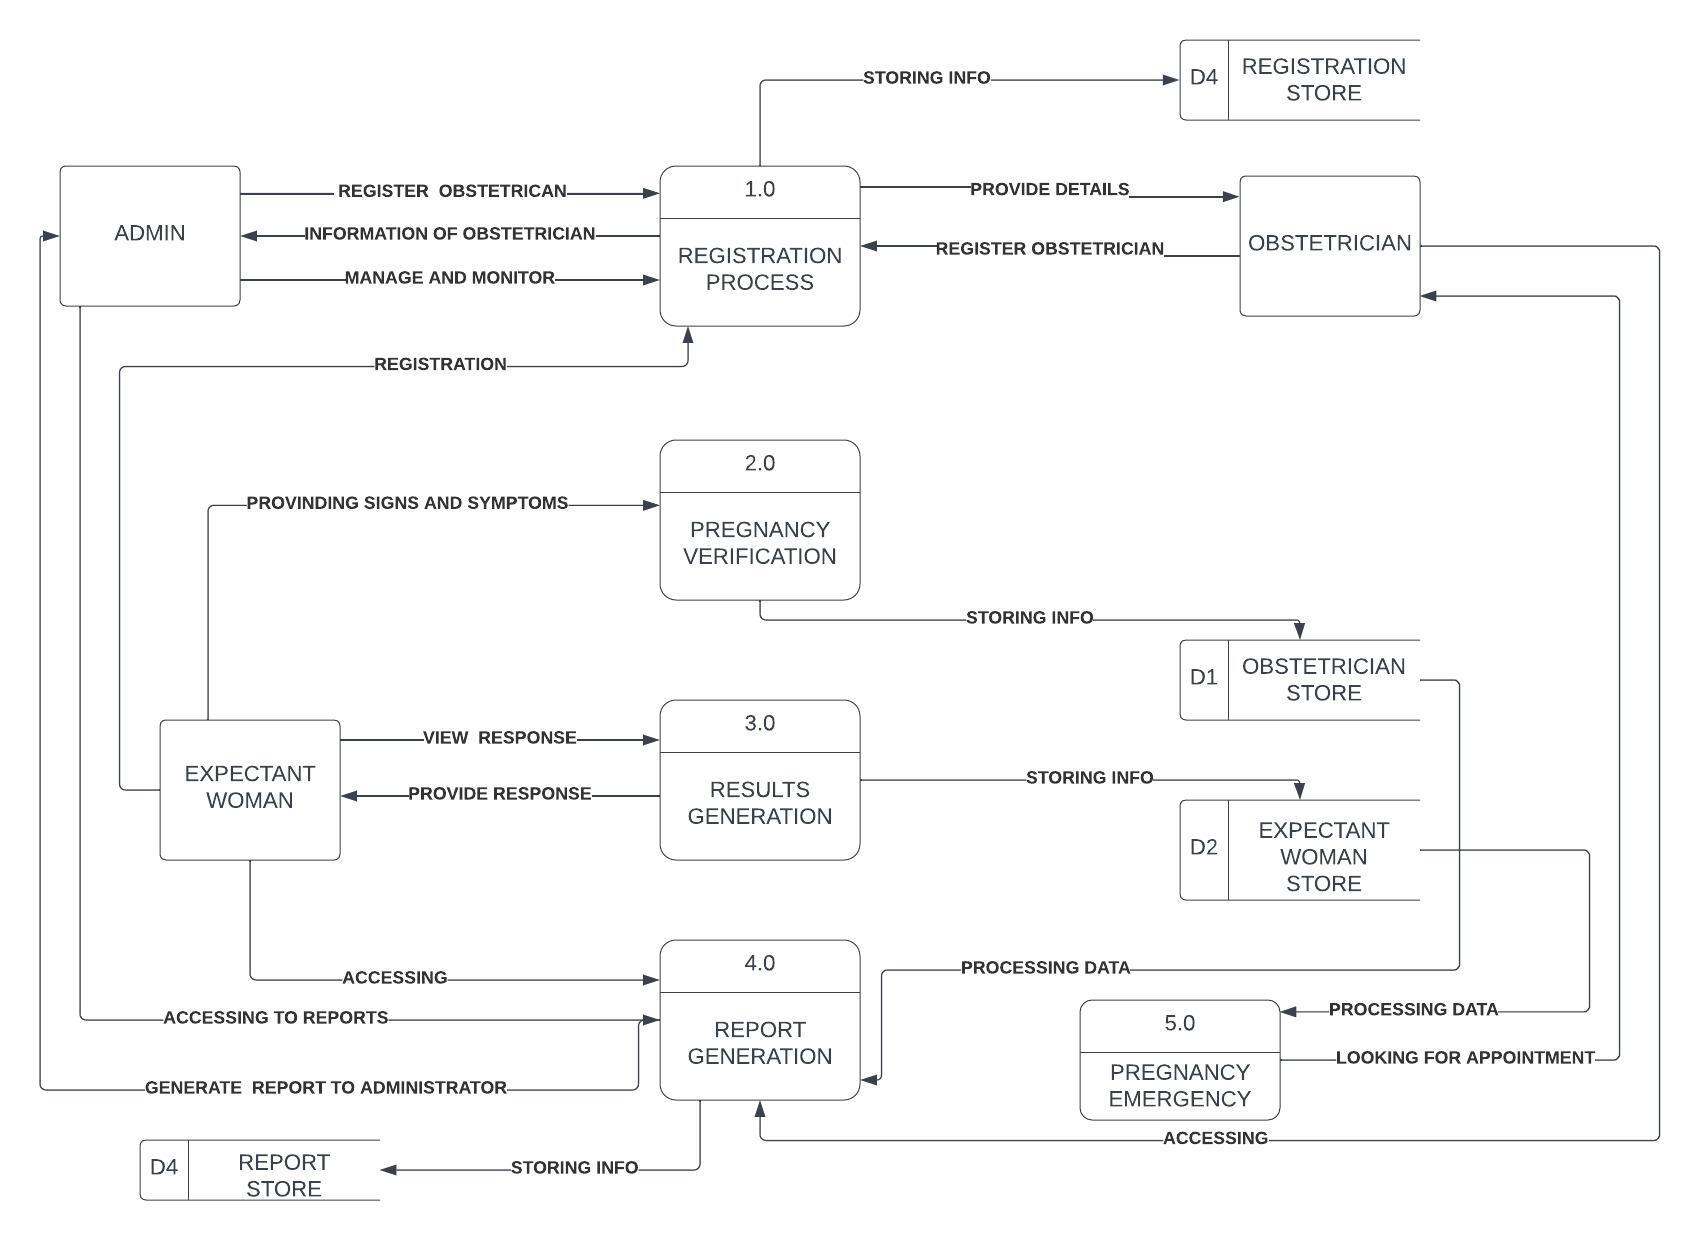 STORING INFO
D4
REGISTRATION
STORE
ADMIN
REGISTER OBSTETRICAN
INFORMATION OF OBSTETRICIAN
MANAGE AND MONITOR
1.0
REGISTRATION
PROCESS
PROVIDE DETAILS
REGISTER OBSTETRICIAN
OBSTETRICIAN
REGISTRATION
2.0
PREGNANCY
VERIFICATION
PROVINDING SIGNS AND SYMPTOMS
STORING INFO
D1
OBSTETRICIAN
STORE
EXPECTANT
WOMAN
VIEW RESPONSE
PROVIDE RESPONSE
3.0
RESULTS
GENERATION
STORING INFO
D2
EXPECTANT
WOMAN
STORE
ACCESSING
ACCESSING TO REPORTS
GENERATE REPORT TO ADMINISTRATOR
4.0
REPORT
GENERATION
PROCESSING DATA
5.0
PREGNANCY
EMERGENCY
PROCESSING DATA
LOOKING FOR APPOINTMENT
ACCESSING
D4
REPORT
STORE
STORING INFO